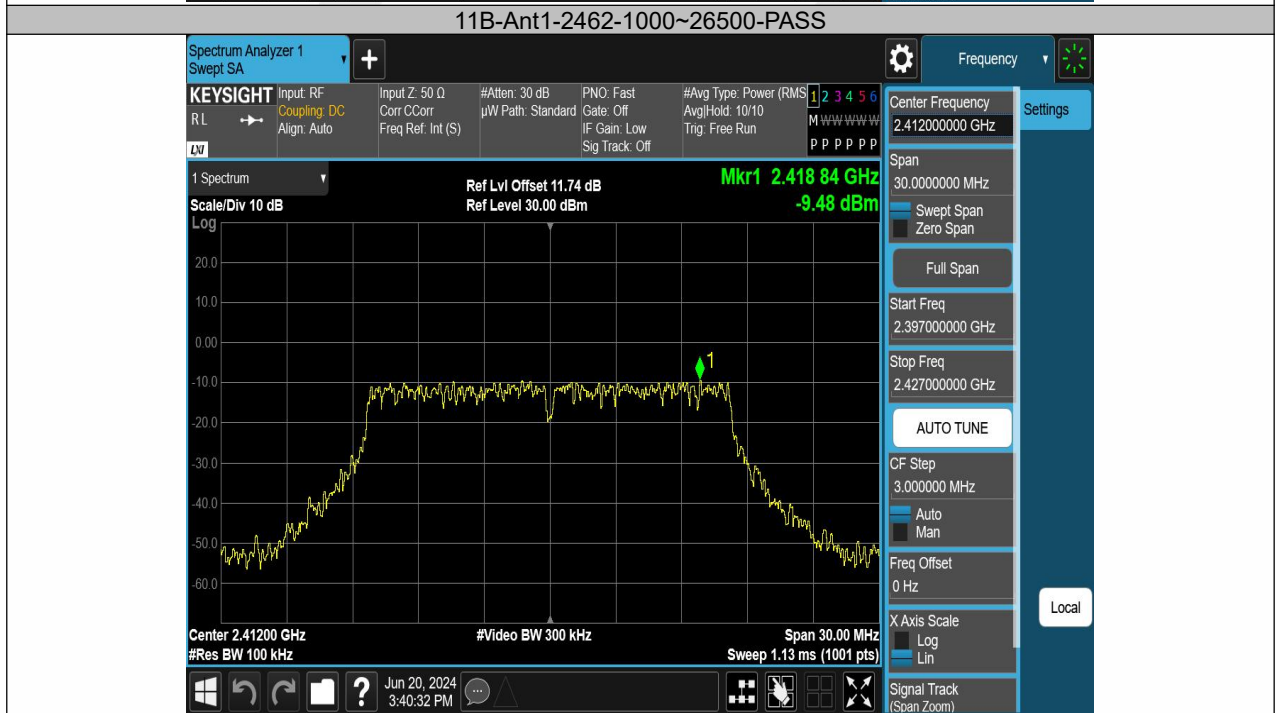 11B-Ant1-2462-1000~26500-PASS
Spectrum Analyzer 1
Swept SA
+
Frequency
KEYSIGHT
RL
LXI
Input: RF
Coupling: DC
Align: Auto
Input Z: 50 Ω
Corr CCorr
Freq Ref: Int (S)
#Atten: 30 dB
µW Path: Standard
PNO: Fast
Gate: Off
IF Gain: Low
Sig Track: Off
#Avg Type: Power (RMS
Avg|Hold: 10/10
Trig: Free Run
1 2 3 4 5 6
M W W W W W
P P P P P P
1 Spectrum
Scale/Div 10 dB
Log
Ref Lvl Offset 11.74 dB
Ref Level 30.00 dBm
Mkr1 2.418 84 GHz
-9.48 dBm
20.0
10.0
0.00
-10.0
-20.0
-30.0
-40.0
-50.0
-60.0
1
Center 2.41200 GHz
#Res BW 100 kHz
#Video BW 300 kHz
Span 30.00 MHz
Sweep 1.13 ms (1001 pts)
Center Frequency
2.412000000 GHz
Span
30.0000000 MHz
Swept Span
Zero Span
Full Span
Start Freq
2.397000000 GHz
Stop Freq
2.427000000 GHz
AUTO TUNE
CF Step
3.000000 MHz
Auto
Man
Freq Offset
0 Hz
X Axis Scale
Log
Lin
Signal Track
(Span Zoom)
Settings
Local
?
Jun 20, 2024
3:40:32 PM